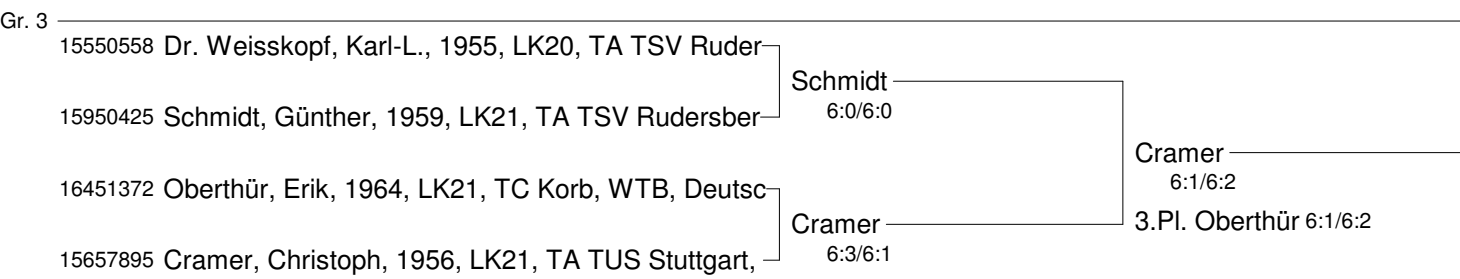 Gr. 3
15550558 Dr. Weisskopf, Karl-L., 1955, LK20, TA TSV Ruder
Schmidt
6:0/6:0
15950425 Schmidt, Günther, 1959, LK21, TA TSV Rudersber
Cramer
6:1/6:2
16451372 Oberthür, Erik, 1964, LK21, TC Korb, WTB, Deutsc
Cramer
6:3/6:1
3.Pl. Oberthür 6:1/6:2
15657895 Cramer, Christoph, 1956, LK21, TA TUS Stuttgart,